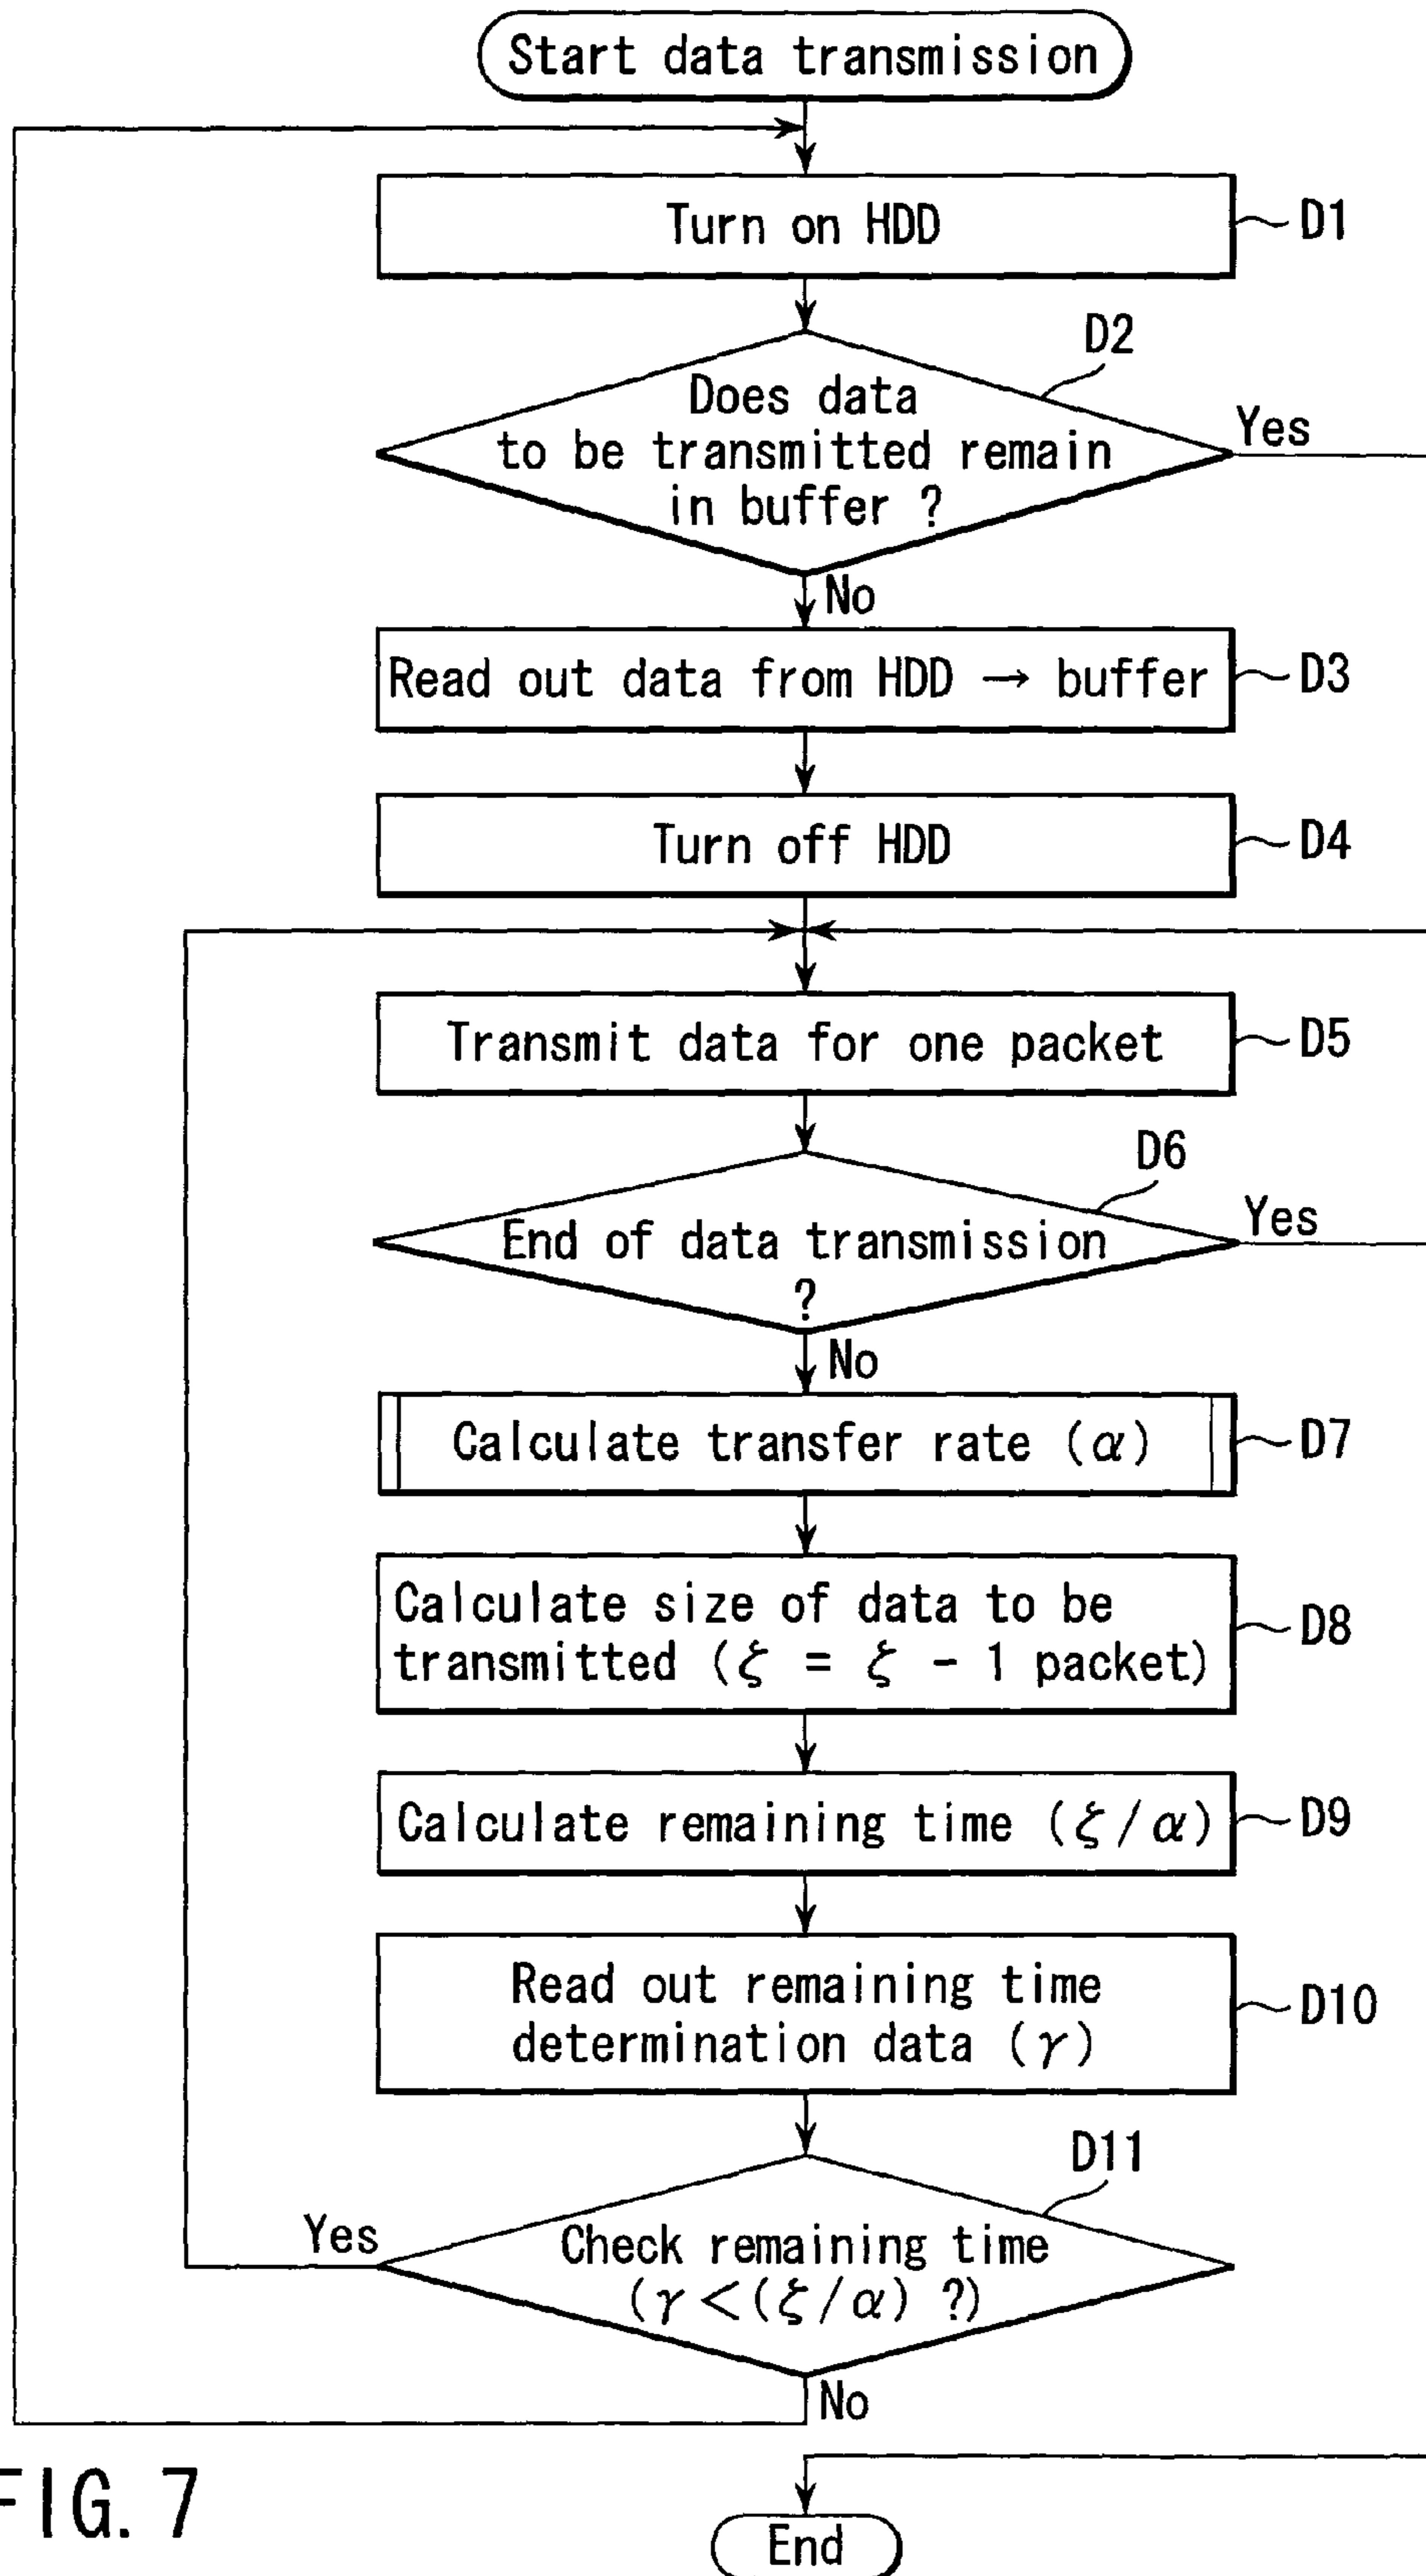 Start data transmission
Turn on HDD
D1
D2
Does data
to be transmitted remain
in buffer ?
Yes
No
Read out data from HDD → buffer
D3
Turn off HDD
D4
Transmit data for one packet
D5
D6
End of data transmission
?
Yes
No
Calculate transfer rate (α)
D7
Calculate size of data to be
transmitted (ζ = ζ - 1 packet)
D8
Calculate remaining time (ζ/α)
D9
Read out remaining time
determination data (γ)
D10
D11
Check remaining time
(γ<(ζ/α) ?)
Yes
No
FIG. 7
End